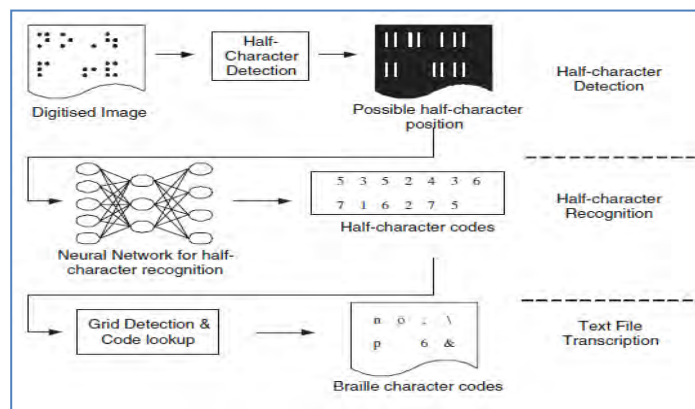 Half-
Character
Detection
Digitised Image
Possible half-character
position
Half-character
Detection
5 3 5 2 4 3 6
7 1 6 2 7 5
Half-character codes
Neural Network for half-
character recognition
Half-character
Recognition
Grid Detection &
Code lookup
n ö ; \
p 6 &
Braille character codes
Text File
Transcription